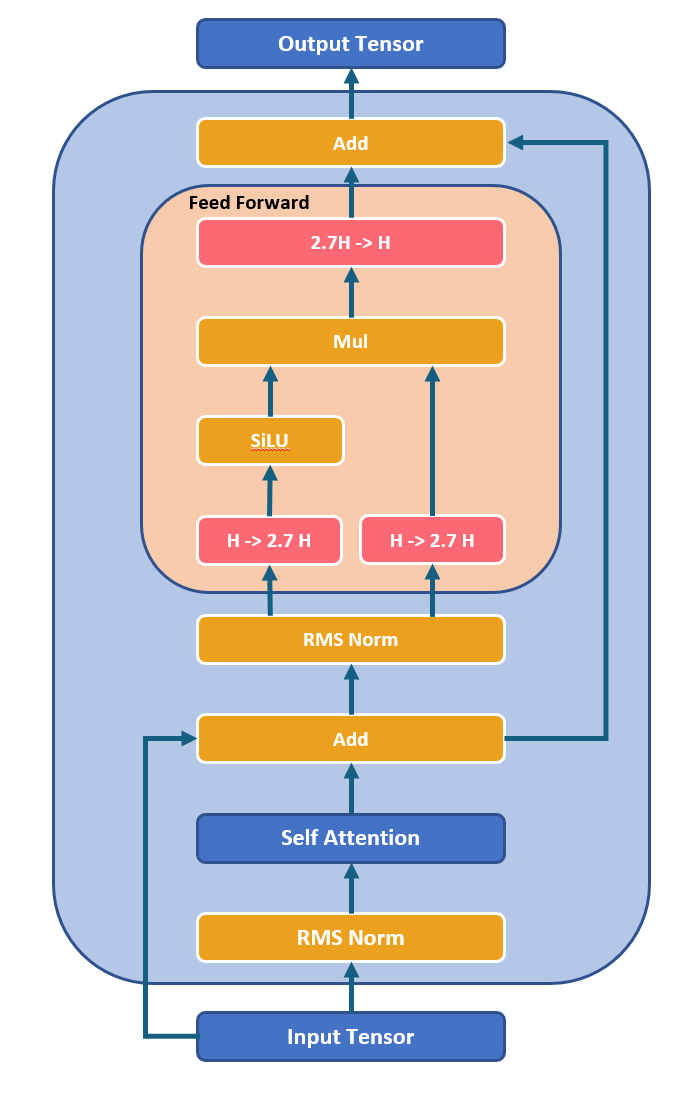 Output Tensor
Add
Feed Forward
2.7H -> H
Mul
SiLU
H -> 2.7 H
H -> 2.7 H
RMS Norm
Add
Self Attention
RMS Norm
Input Tensor